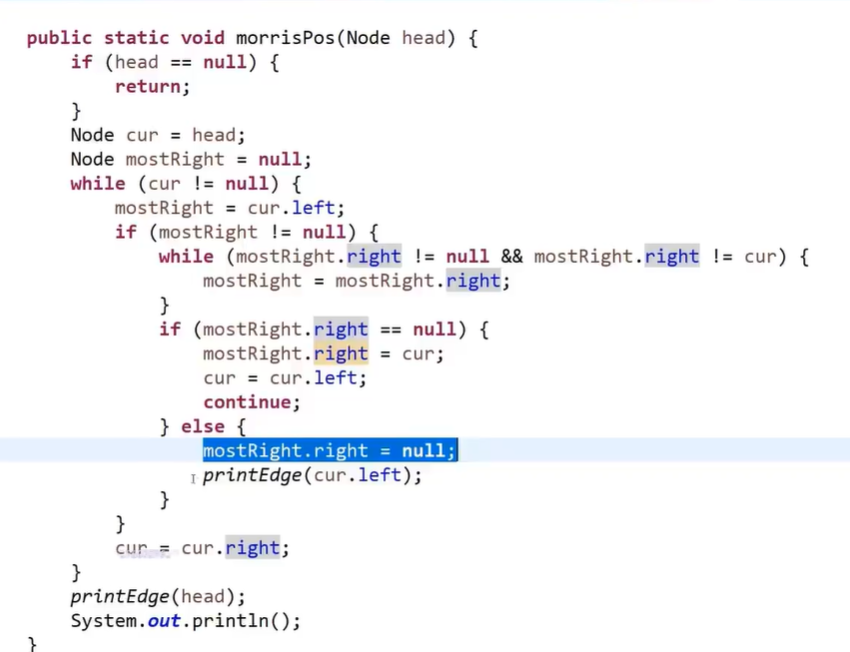 public static void morrisPos(Node head) {
    if (head == null) {
        return;
    }
    Node cur = head;
    Node mostRight = null;
    while (cur != null) {
        mostRight = cur.left;
        if (mostRight != null) {
            while (mostRight.right != null && mostRight.right != cur) {
                mostRight = mostRight.right;
            }
            if (mostRight.right == null) {
                mostRight.right = cur;
                cur = cur.left;
                continue;
            } else {
                mostRight.right = null;
                printEdge(cur.left);
            }
        }
        cur = cur.right;
    }
    printEdge(head);
    System.out.println();
}